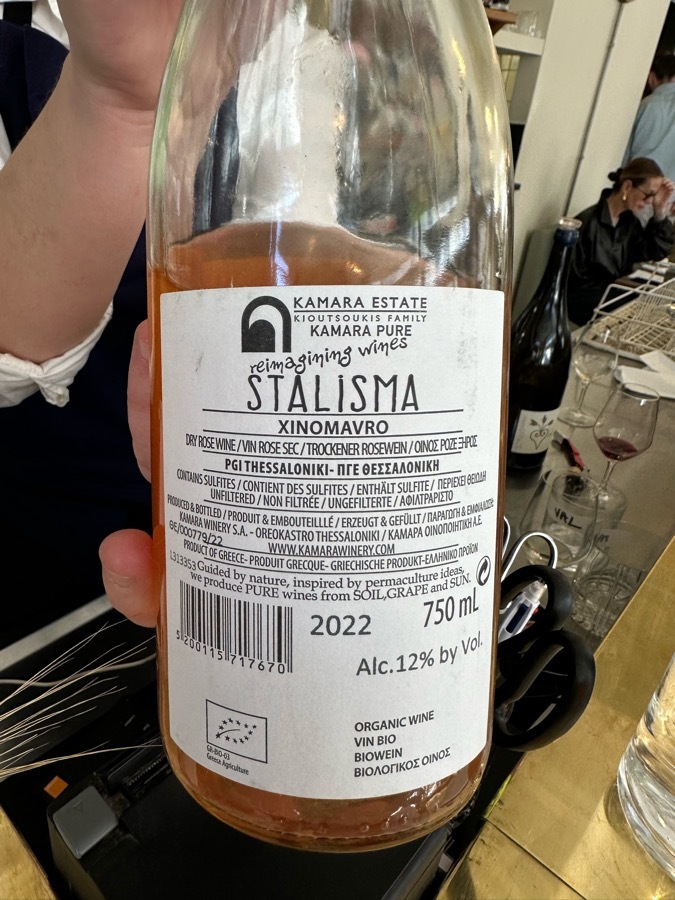 KAMARA ESTATE
KIOUTSOUKIS FAMILY
KAMARA PURE
reimagining wines
STALiSMA
XINOMAVRO
DRY ROSE WINE / VIN ROSE SEC / TROCKENER ROSEWEIN / ΟΙΝΟΣ ΡΟΖΕ ΞΗΡΟΣ
PGI THESSALONIKI- ΠΓΕ ΘΕΣΣΑΛΟΝΙΚΗ
CONTAINS SULFITES / CONTIENT DES SULFITES / ENTHÄLT SULFITE / ΠΕΡΙΕΧΕΙ ΘΕΙΩΔΗ
UNFILTERED / NON FILTRÉE / UNGEFILTERTE / ΑΦΙΛΤΡΑΡΙΣΤΟ
PRODUCED & BOTTLED / PRODUIT & EMBOUTEILLLÉ / ERZEUGT & GEFÜLLT / ΠΑΡΑΓΩΓΗ & ΕΜΦΙΑΛΩΣΗ:
KAMARA WINERY S.A. - OREOKASTRO THESSALONIKI / ΚΑΜΑΡΑ ΟΙΝΟΠΟΙΗΤΙΚΗ Α.Ε.
ΘΕ/000779/22 WWW.KAMARAWINERY.COM
PRODUCT OF GREECE- PRODUIT GRECQUE- GRIECHISCHE PRODUKT-ΕΛΛΗΝΙΚΟ ΠΡΟΪΟΝ
L313353 Guided by nature, inspired by permaculture ideas,
we produce PURE wines from SOIL,GRAPE and SUN.
5 200115 717670
2022
750 mL
Alc.12% by Vol.
GR-BIO-03
Greece Agriculture
ORGANIC WINE
VIN BIO
BIOWEIN
ΒΙΟΛΟΓΙΚΟΣ ΟΙΝΟΣ
VAL